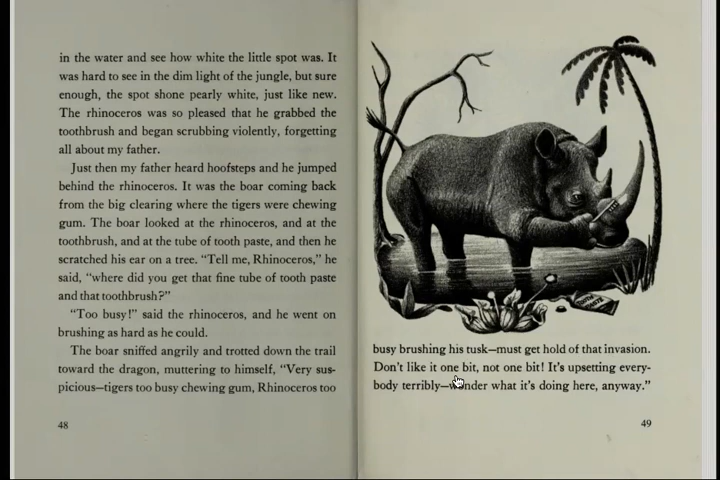 in the water and see how white the little spot was. It
was hard to see in the dim light of the jungle, but sure
enough, the spot shone pearly white, just like new.
The rhinoceros was so pleased that he grabbed the
toothbrush and began scrubbing violently, forgetting
all about my father.
Just then my father heard hoofsteps and he jumped
behind the rhinoceros. It was the boar coming back
from the big clearing where the tigers were chewing
gum. The boar looked at the rhinoceros, and at the
toothbrush, and at the tube of tooth paste, and then he
scratched his ear on a tree. “Tell me, Rhinoceros,” he
said, “where did you get that fine tube of tooth paste
and that toothbrush?”
“Too busy!” said the rhinoceros, and he went on
brushing as hard as he could.
The boar sniffed angrily and trotted down the trail
toward the dragon, muttering to himself, “Very sus-
picious—tigers too busy chewing gum, Rhinoceros too
48
TOOTH
PASTE
busy brushing his tusk—must get hold of that invasion.
Don't like it one bit, not one bit! It's upsetting every-
body terribly—wonder what it's doing here, anyway.”
49